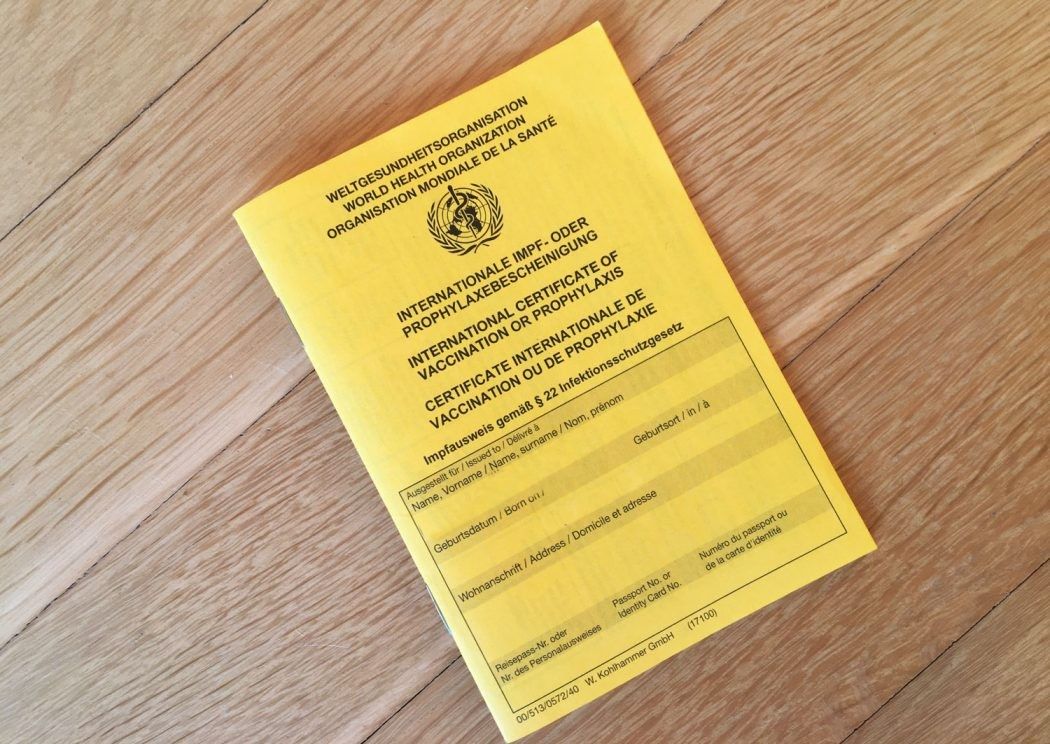 WELTGESUNDHEITSORGANISATION
WORLD HEALTH ORGANIZATION
ORGANISATION MONDIALE DE LA SANTÉ
INTERNATIONALE IMPF- ODER
PROPHYLAXEBESCHEINIGUNG
INTERNATIONAL CERTIFICATE OF
VACCINATION OR PROPHYLAXIS
CERTIFICATE INTERNATIONALE DE
VACCINATION OU DE PROPHYLAXIE
Impfausweis gemäß § 22 Infektionsschutzgesetz
Ausgestellt für / Issued to / Délivré à
Name, Vorname / Name, surname / Nom, prénom
Geburtsdatum / Born on /
Geburtsort / in / à
Wohnanschrift / Address / Domicile et adresse
Reisepass-Nr. oder
Nr. des Personalausweises
Passport No. or
Identity Card No.
Numéro du passport ou
de la carte d'identité
00/513/0572/40 W. Kohlhammer GmbH (17100)